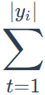 |y_i|
∑
t=1